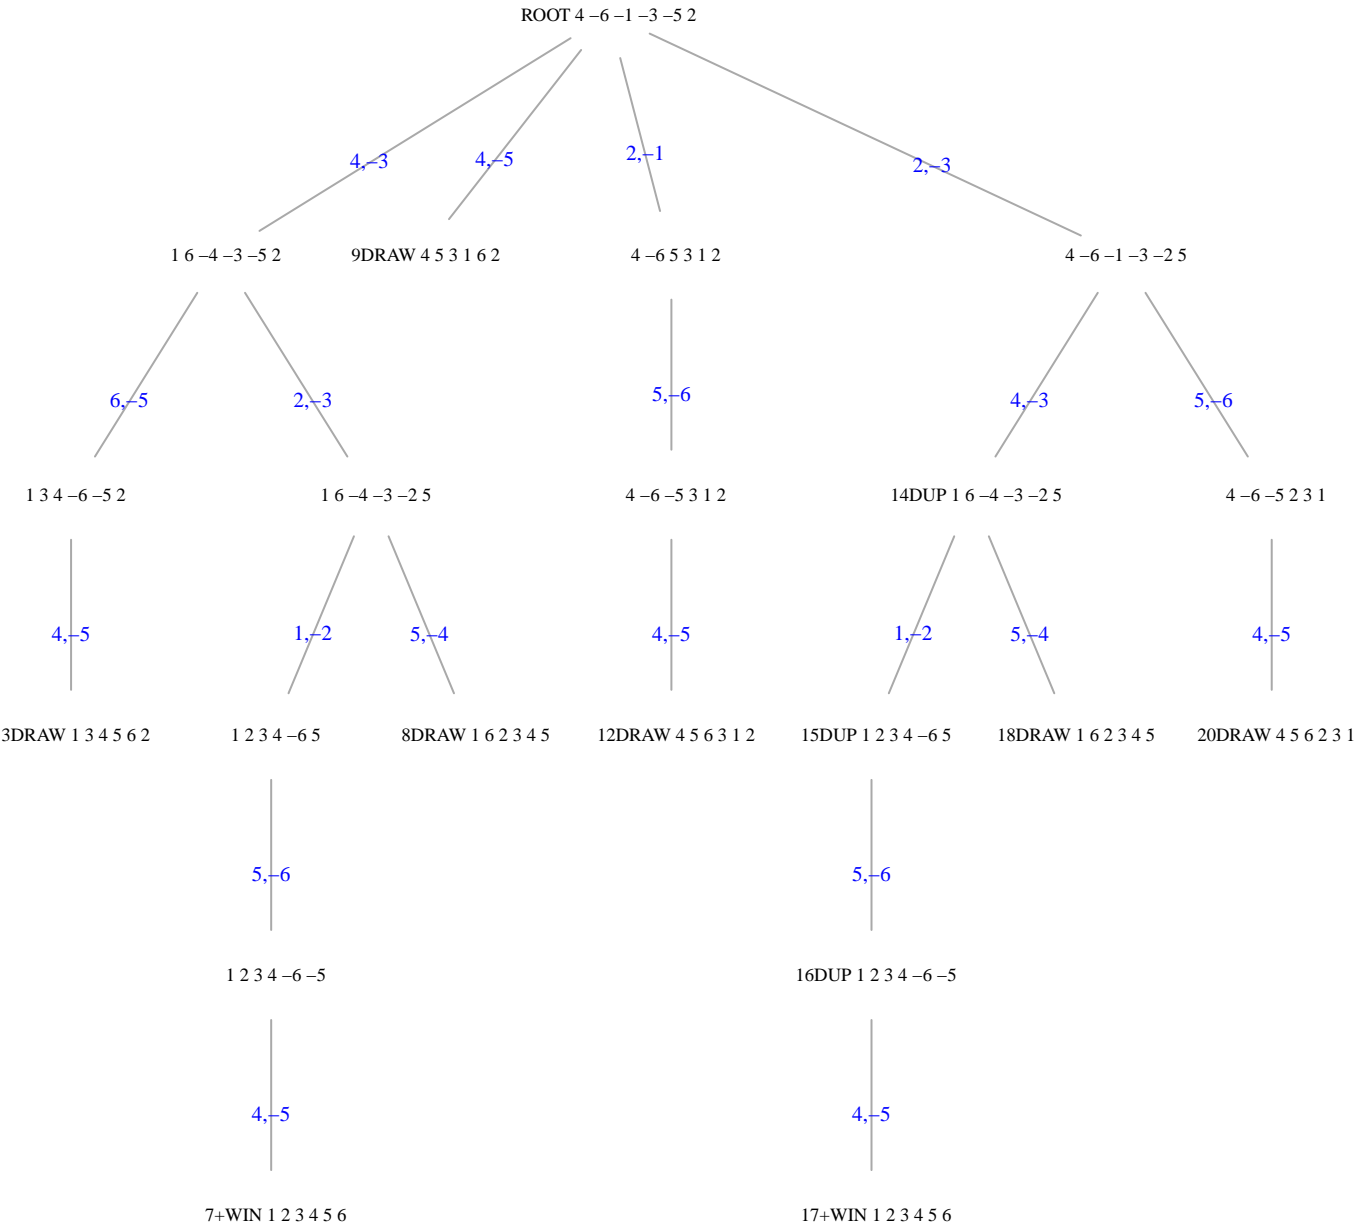 ROOT 4 –6 –1 –3 –5 2
4,–3 4,–5 2,–1 2,–3
1 6 –4 –3 –5 2 9DRAW 4 5 3 1 6 2 4 –6 5 3 1 2 4 –6 –1 –3 –2 5
6,–5 2,–3 5,–6 4,–3 5,–6
1 3 4 –6 –5 2 1 6 –4 –3 –2 5 4 –6 –5 3 1 2 14DUP 1 6 –4 –3 –2 5 4 –6 –5 2 3 1
4,–5 1,–2 5,–4 4,–5 1,–2 5,–4 4,–5
3DRAW 1 3 4 5 6 2 1 2 3 4 –6 5 8DRAW 1 6 2 3 4 5 12DRAW 4 5 6 3 1 2 15DUP 1 2 3 4 –6 5 18DRAW 1 6 2 3 4 5 20DRAW 4 5 6 2 3 1
5,–6 5,–6
1 2 3 4 –6 –5 16DUP 1 2 3 4 –6 –5
4,–5 4,–5
7+WIN 1 2 3 4 5 6 17+WIN 1 2 3 4 5 6